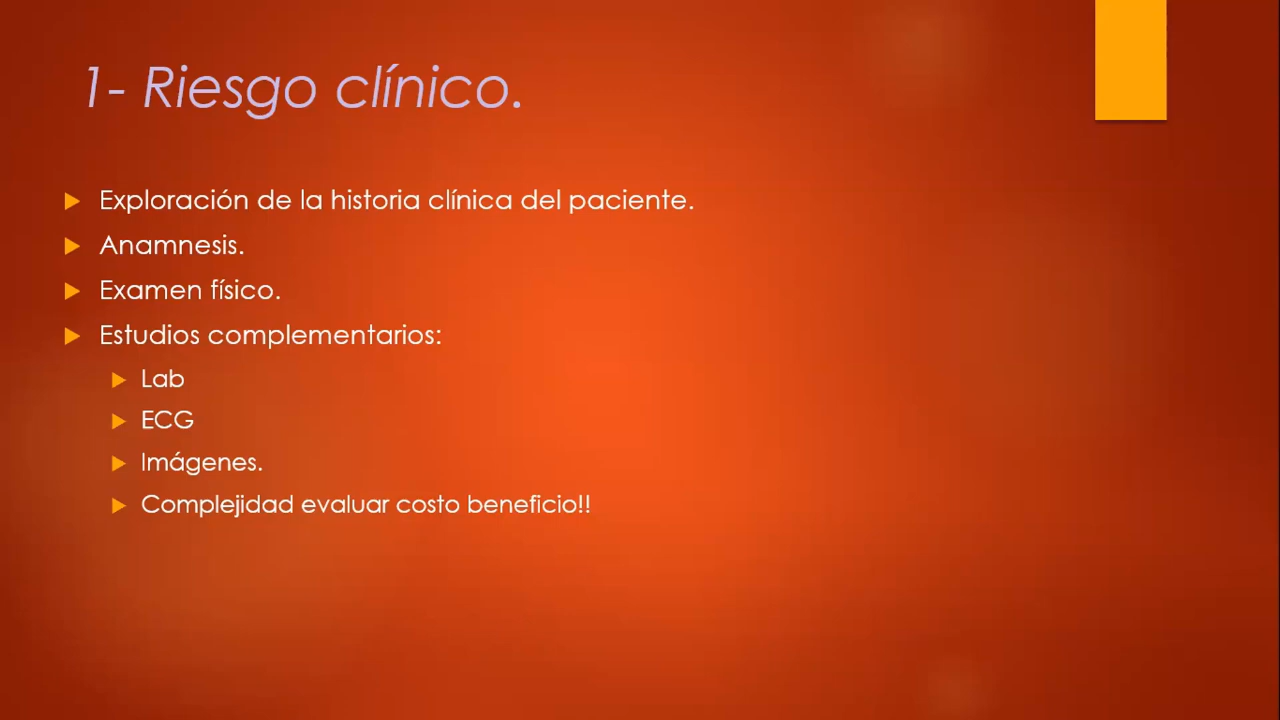 1- Riesgo clínico.
Exploración de la historia clínica del paciente.
Anamnesis.
Examen físico.
Estudios complementarios:
Lab
ECG
Imágenes.
Complejidad evaluar costo beneficio!!